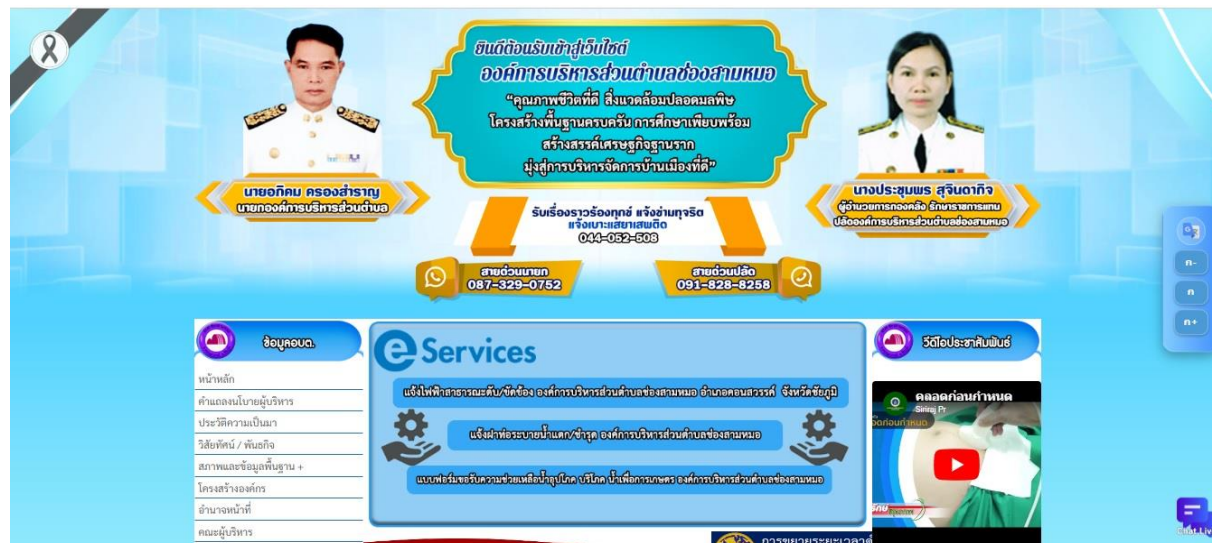 ยินดีต้อนรับเข้าสู่เว็บไซต์
องค์การบริหารส่วนตำบลช่องสามหมอ
“คุณภาพชีวิตที่ดี สิ่งแวดล้อมปลอดมลพิษ
โครงสร้างพื้นฐานครบครัน การศึกษาเพียบพร้อม
สร้างสรรค์เศรษฐกิจฐานราก
มุ่งสู่การบริหารจัดการบ้านเมืองที่ดี”
นายอภิคม ครองสำราญ
นายกองค์การบริหารส่วนตำบล
นางประชุมพร สุจินดากิจ
ผู้อำนวยการกองคลัง รักษาราชการแทน
ปลัดองค์การบริหารส่วนตำบลช่องสามหมอ
รับเรื่องราวร้องทุกข์ แจ้งข่าวทุจริต
แจ้งเบาะแสยาเสพติด
044-052-508
สายด่วนนายก
087-329-0752
สายด่วนปลัด
091-828-8258
ก-
ก
ก+
ข้อมูลอบต.
หน้าหลัก
คำแถลงนโยบายผู้บริหาร
ประวัติความเป็นมา
วิสัยทัศน์ / พันธกิจ
สภาพและข้อมูลพื้นฐาน +
โครงสร้างองค์กร
อำนาจหน้าที่
คณะผู้บริหาร
e Services
แจ้งไฟฟ้าสาธารณะดับ/ขัดข้อง องค์การบริหารส่วนตำบลช่องสามหมอ อำเภอคอนสวรรค์ จังหวัดชัยภูมิ
แจ้งฝาท่อระบายน้ำแตก/ชำรุด องค์การบริหารส่วนตำบลช่องสามหมอ
แบบฟอร์มขอรับความช่วยเหลือน้ำอุปโภค บริโภค น้ำเพื่อการเกษตร องค์การบริหารส่วนตำบลช่องสามหมอ
การขยายระยะเวลา
วีดีโอประชาสัมพันธ์
คลอดก่อนกำหนด
Siriraj Pr
Chat Liv